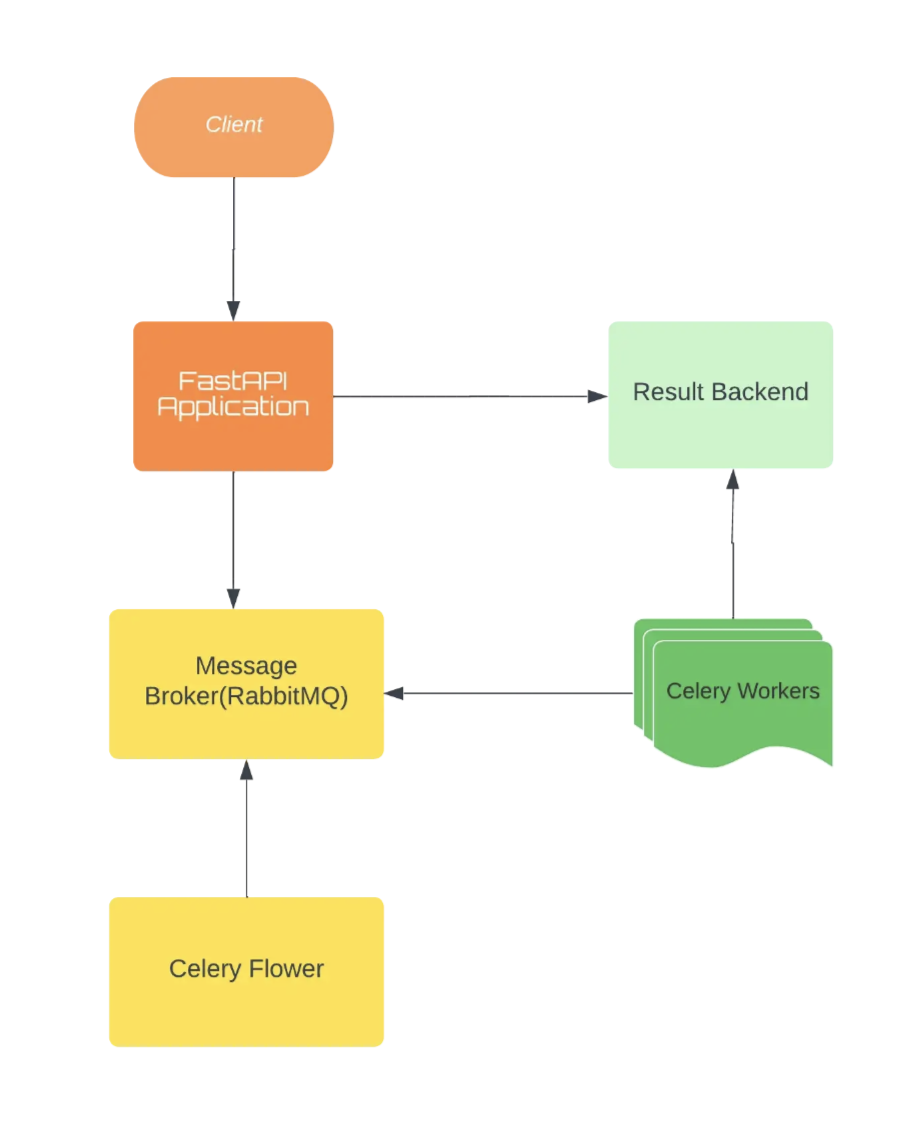 Client
FastAPI
Application
Result Backend
Message
Broker(RabbitMQ)
Celery Workers
Celery Flower